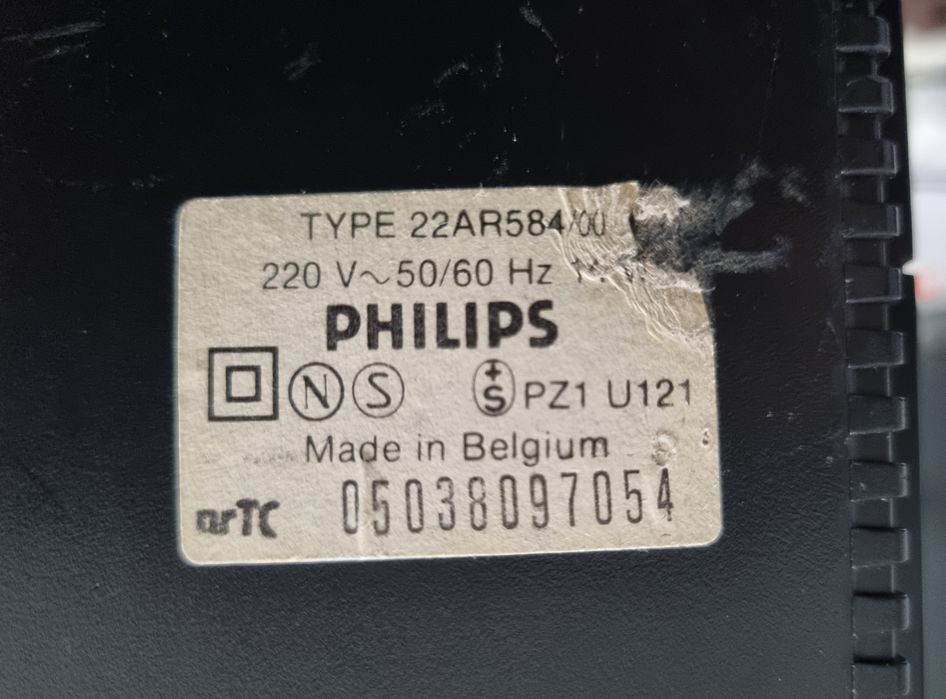 TYPE 22AR584/00
220 V~50/60 Hz
PHILIPS
N S +S PZ1 U121
Made in Belgium
arTC 05038097054